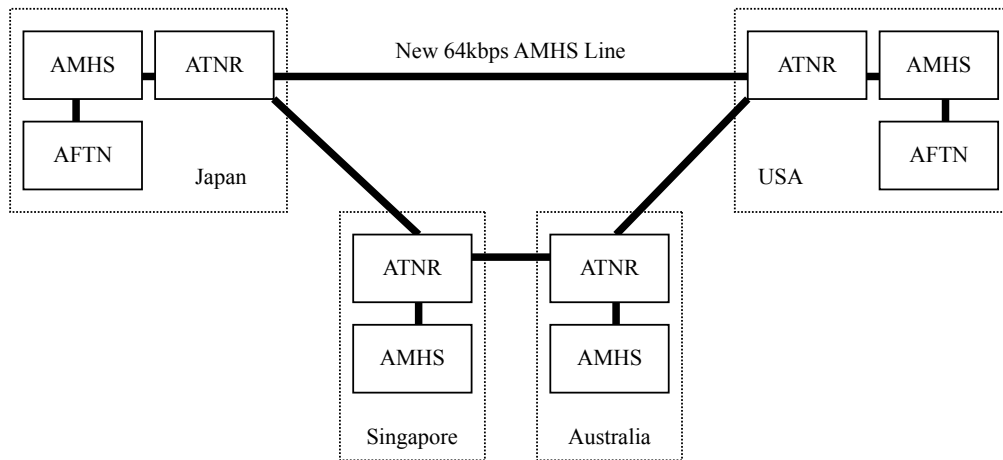 New 64kbps AMHS Line
AMHS
ATNR
ATNR
AMHS
AFTN
AFTN
Japan
USA
ATNR
ATNR
AMHS
AMHS
Singapore
Australia